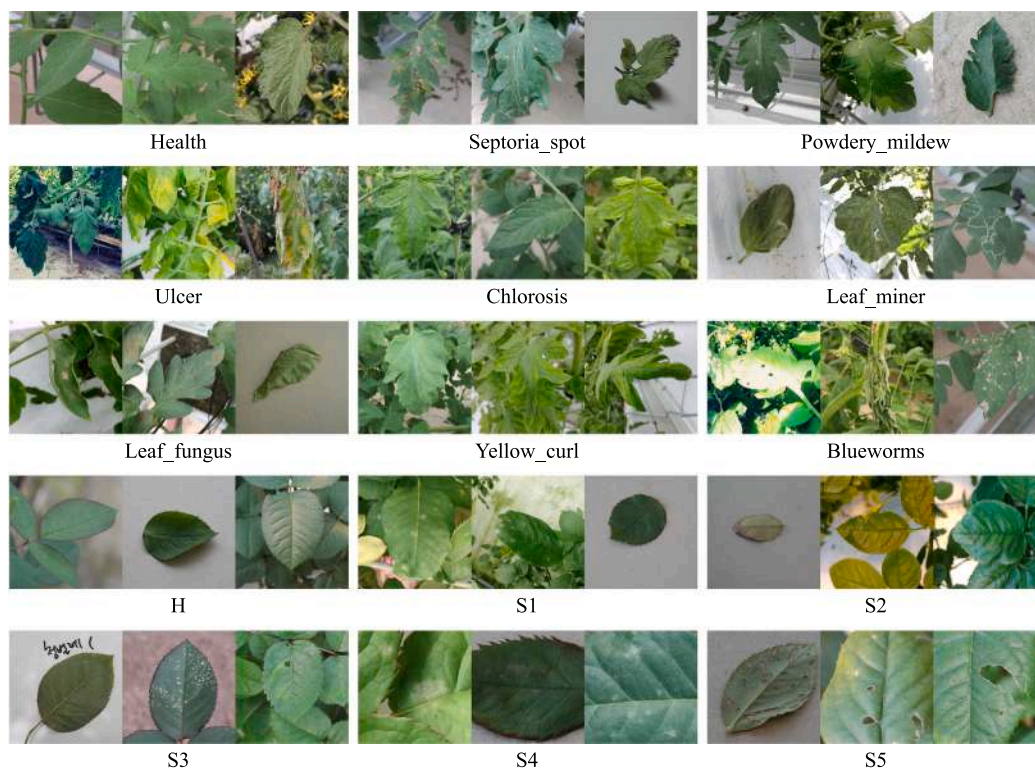 Health
Septoria_spot
Powdery_mildew
Ulcer
Chlorosis
Leaf_miner
Leaf_fungus
Yellow_curl
Blueworms
H
S1
S2
S3
S4
S5